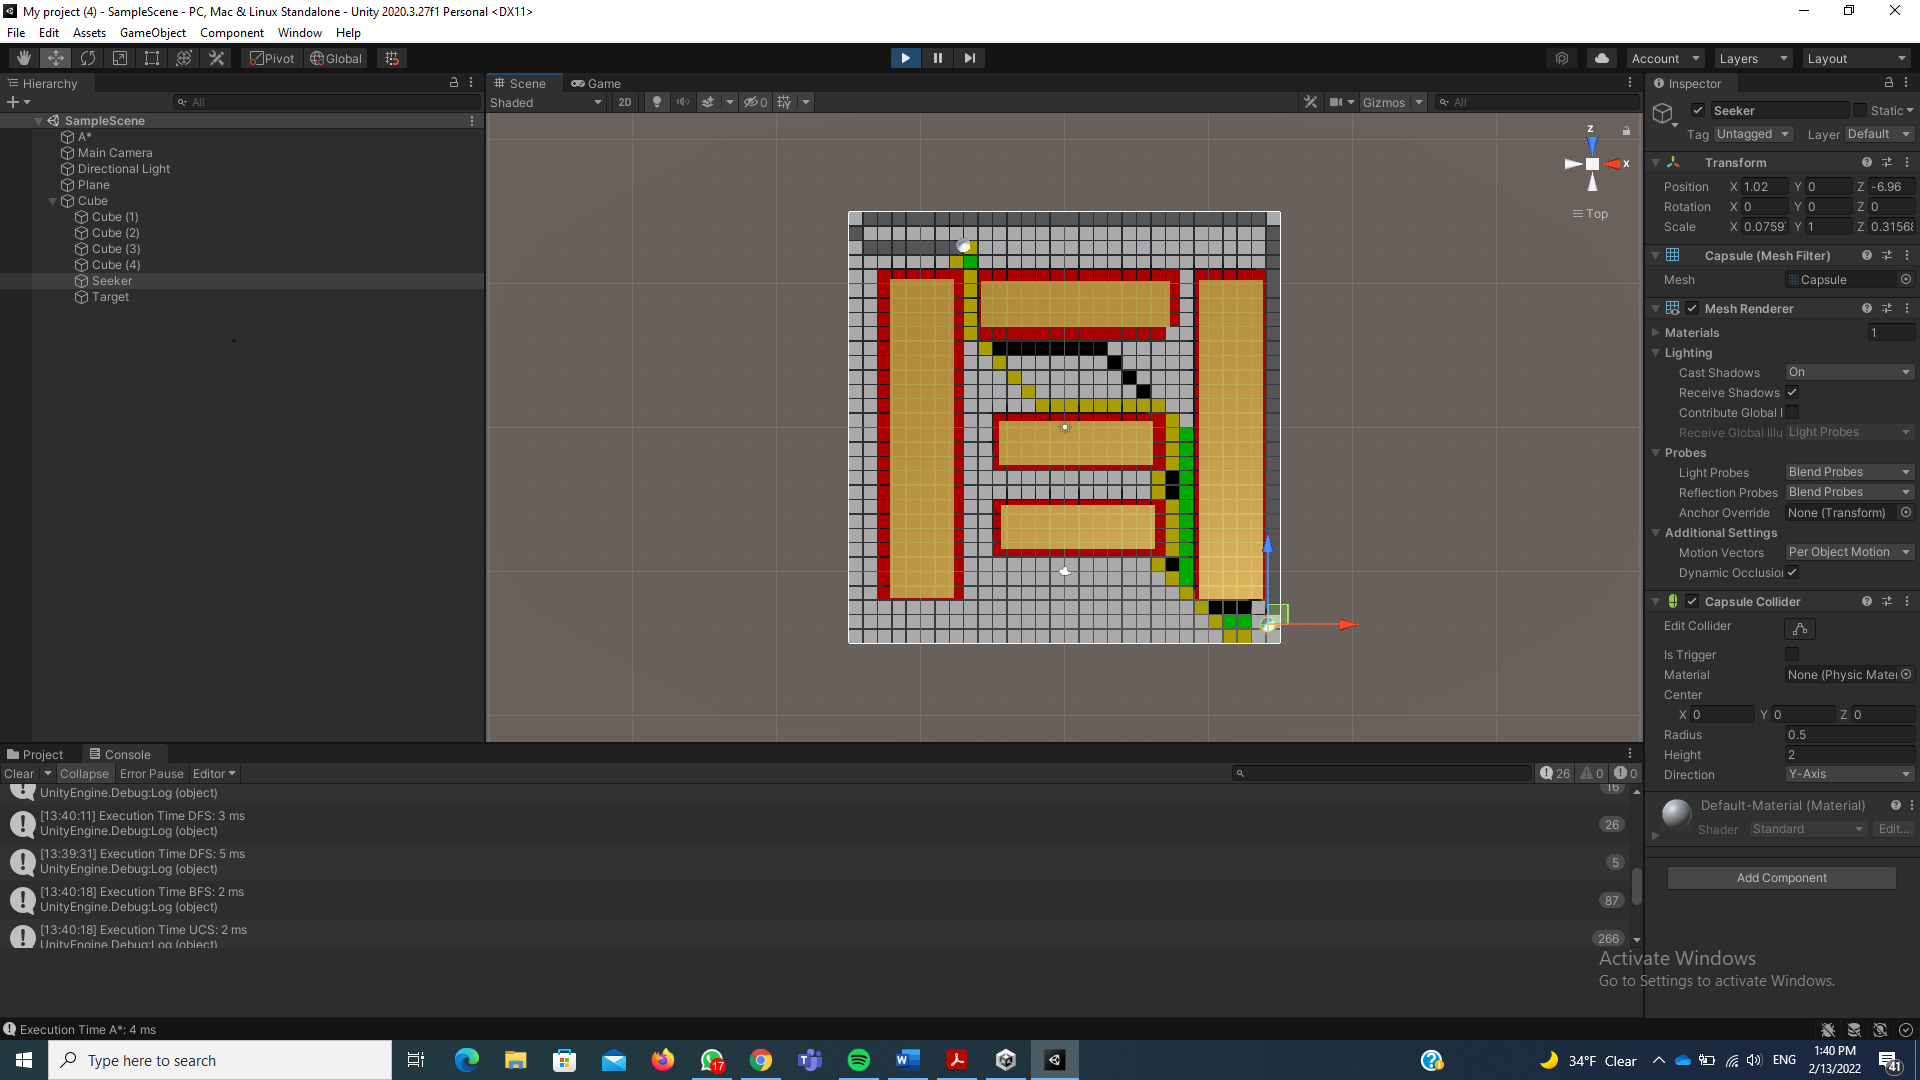 My project (4) - SampleScene - PC, Mac & Linux Standalone - Unity 2020.3.27f1 Personal <DX11>
File Edit Assets GameObject Component Window Help
Pivot Global Account Layers Layout
Hierarchy
All
SampleScene
A*
Main Camera
Directional Light
Plane
Cube
Cube (1)
Cube (2)
Cube (3)
Cube (4)
Seeker
Target
Scene Game
Shaded 2D 0 Gizmos All
z
x
Top
Inspector
Seeker Static
Tag Untagged Layer Default
Transform
Position X 1.02 Y 0 Z -6.96
Rotation X 0 Y 0 Z 0
Scale X 0.0759 Y 1 Z 0.3156
Capsule (Mesh Filter)
Mesh Capsule
Mesh Renderer
Materials 1
Lighting
Cast Shadows On
Receive Shadows
Contribute Global I
Receive Global Illu Light Probes
Probes
Light Probes Blend Probes
Reflection Probes Blend Probes
Anchor Override None (Transform)
Additional Settings
Motion Vectors Per Object Motion
Dynamic Occlusio
Capsule Collider
Edit Collider
Is Trigger
Material None (Physic Mate
Center
X 0 Y 0 Z 0
Radius 0.5
Height 2
Direction Y-Axis
Default-Material (Material)
Shader Standard Edit...
Add Component
Project Console
Clear Collapse Error Pause Editor 26 0 0
UnityEngine.Debug:Log (object) 16
[13:40:11] Execution Time DFS: 3 ms
UnityEngine.Debug:Log (object) 26
[13:39:31] Execution Time DFS: 5 ms
UnityEngine.Debug:Log (object) 5
[13:40:18] Execution Time BFS: 2 ms
UnityEngine.Debug:Log (object) 87
[13:40:18] Execution Time UCS: 2 ms
UnityEngine.Debug:Log (object) 266
Activate Windows
Go to Settings to activate Windows.
Execution Time A*: 4 ms
Type here to search
17
34°F Clear
ENG
1:40 PM
2/13/2022
41